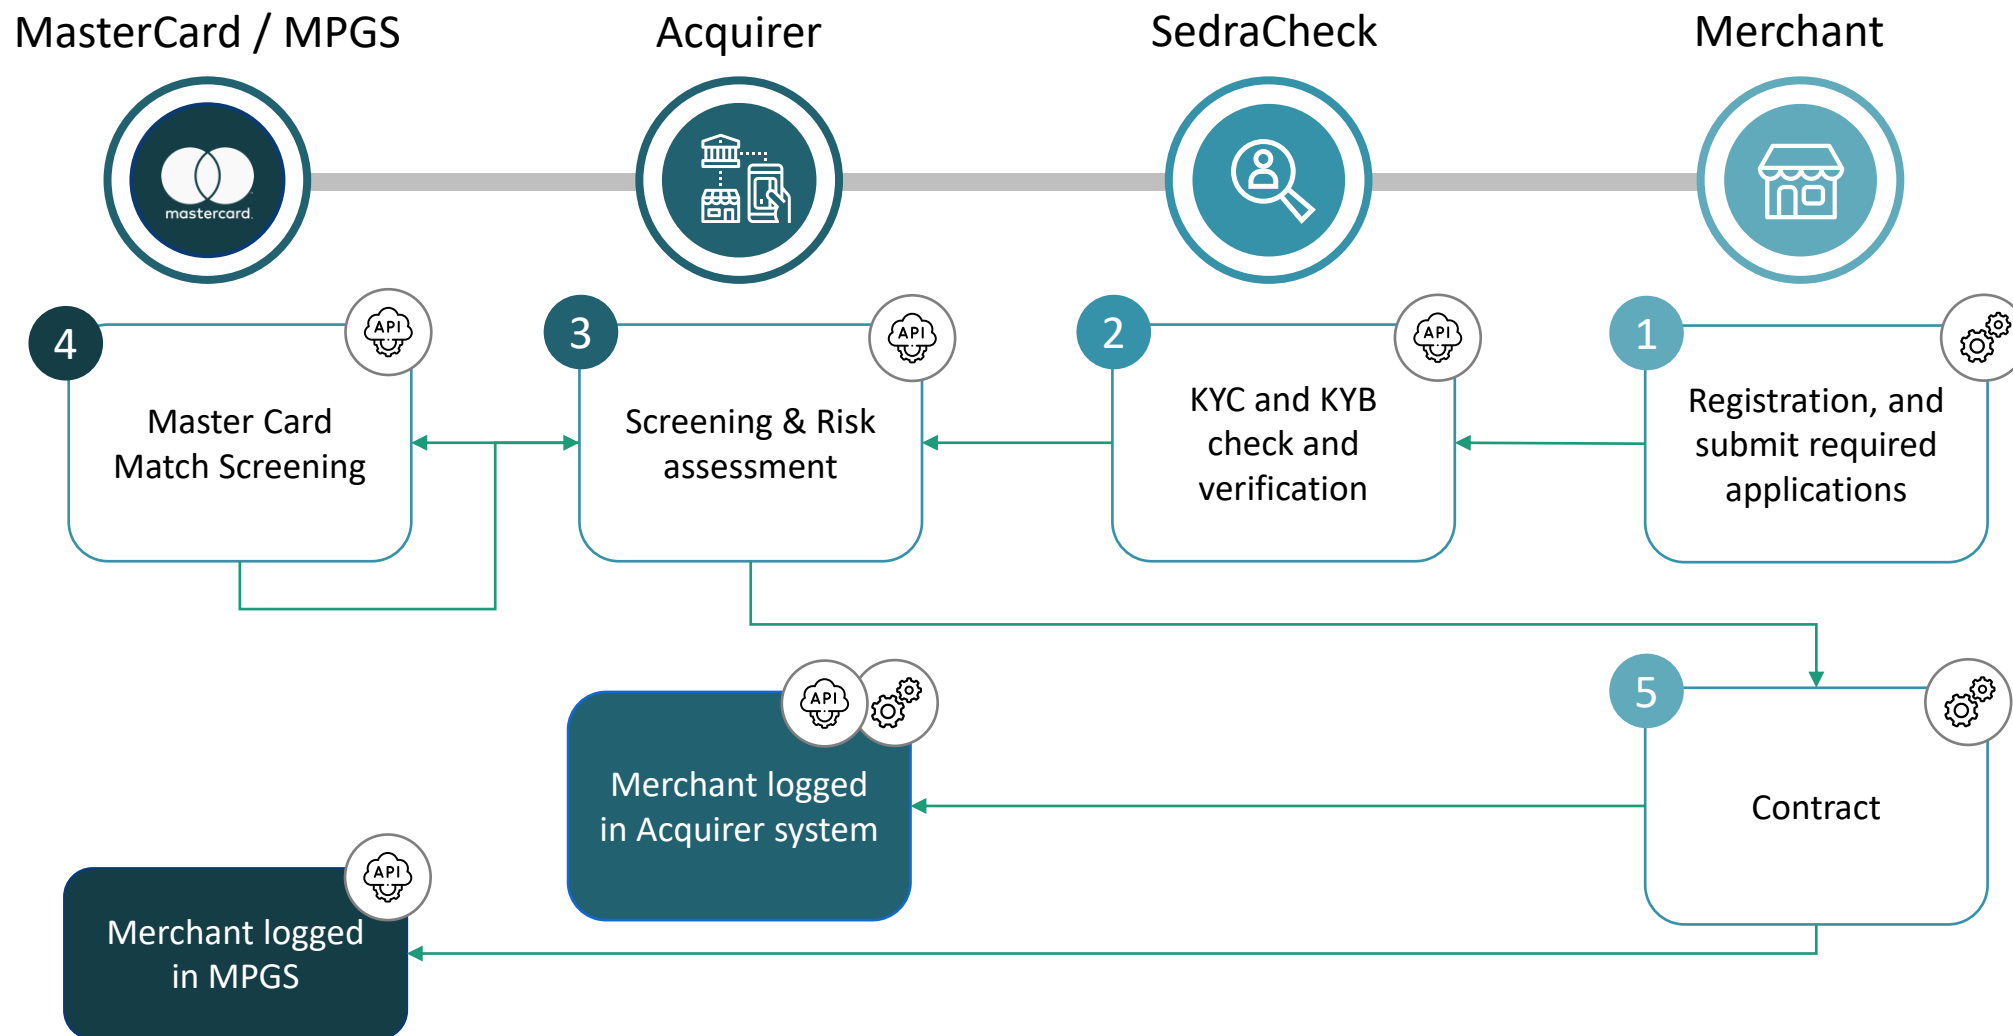 MasterCard / MPGS
Acquirer
SedraCheck
Merchant
mastercard.
4
API
Master Card
Match Screening
3
API
Screening & Risk
assessment
2
API
KYC and KYB
check and
verification
1
Registration, and
submit required
applications
5
Contract
API
Merchant logged
in Acquirer system
API
Merchant logged
in MPGS